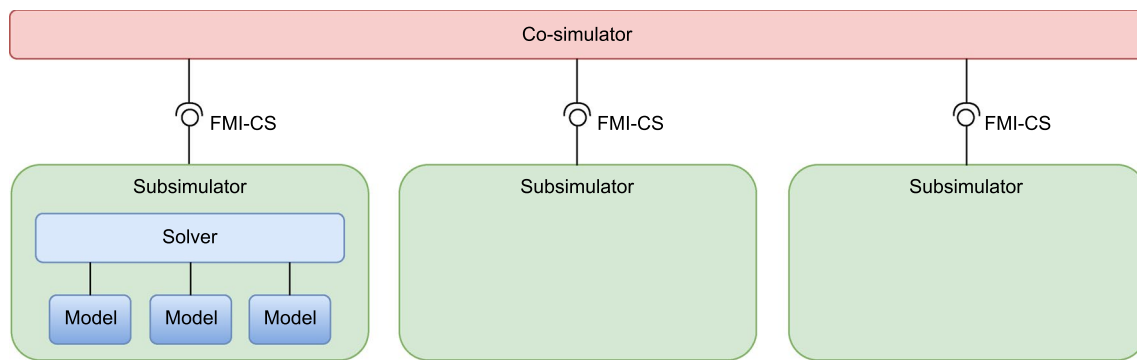 Co-simulator
FMI-CS
FMI-CS
FMI-CS
Subsimulator
Subsimulator
Subsimulator
Solver
Model
Model
Model